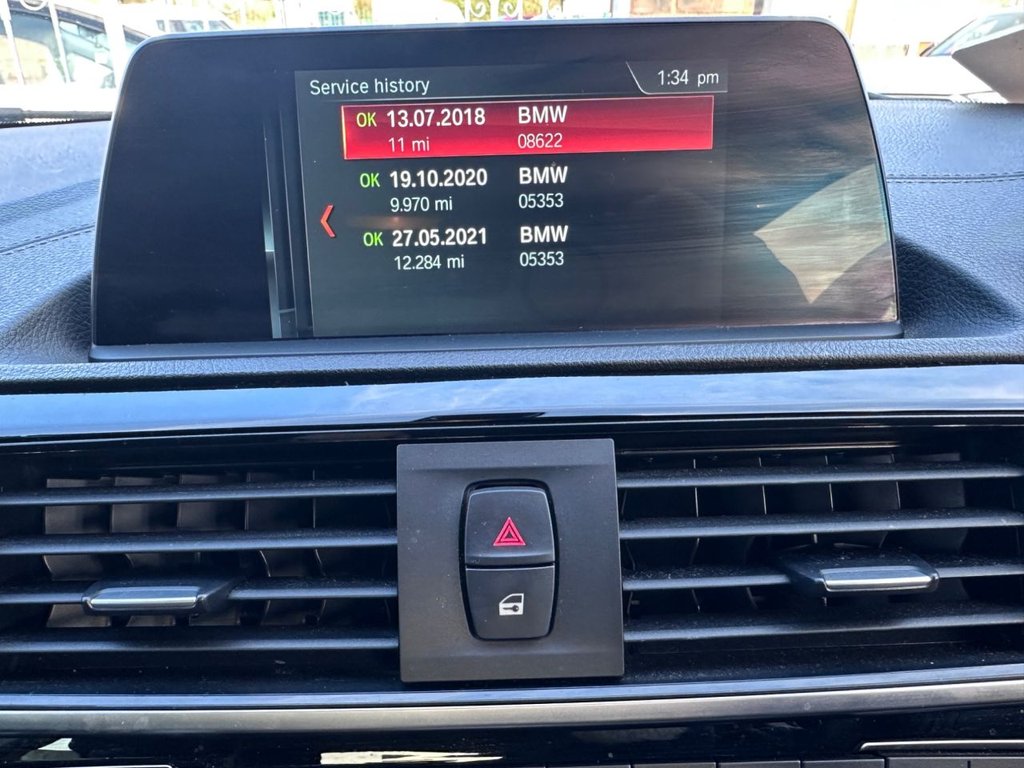 Service history
1:34 pm
OK 13.07.2018 BMW
11 mi 08622
OK 19.10.2020 BMW
9.970 mi 05353
OK 27.05.2021 BMW
12.284 mi 05353